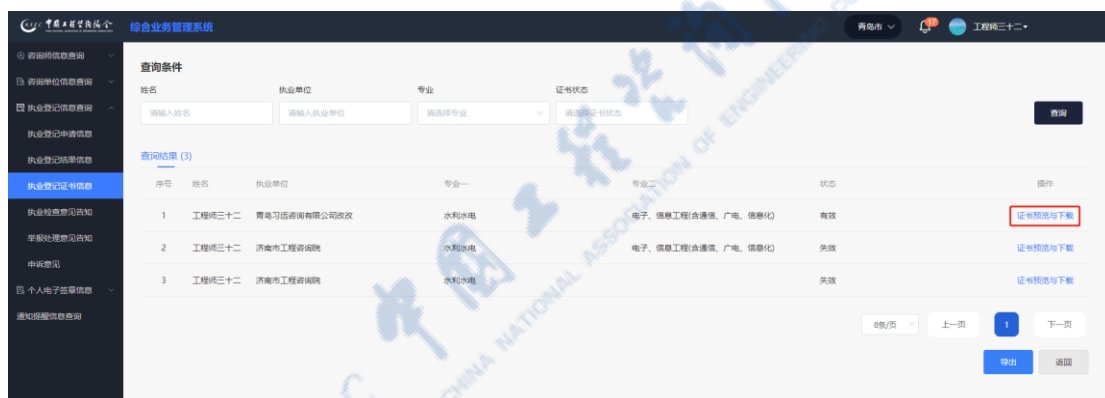 中国工程咨询协会 综合业务管理系统 青岛市 17 工程师三十二
咨询师信息查询
咨询单位信息查询
执业登记信息查询
执业登记申请信息
执业登记结果信息
执业登记证书信息
执业检查意见告知
举报处理意见告知
申诉意见
个人电子签章信息
通知提醒信息查询
查询条件
姓名 执业单位 专业 证书状态
请输入姓名 请输入执业单位 请选择专业 请选择证书状态 查询
查询结果 (3)
序号 姓名 执业单位 专业一 专业二 状态 操作
1 工程师三十二 青岛习远咨询有限公司改改 水利水电 电子、信息工程(含通信、广电、信息化) 有效 证书预览与下载
2 工程师三十二 济南市工程咨询院 水利水电 电子、信息工程(含通信、广电、信息化) 失效 证书预览与下载
3 工程师三十二 济南市工程咨询院 水利水电 失效 证书预览与下载
8条/页 上一页 1 下一页
导出 返回
中国工程咨询
CHINA NATIONAL ASSOCIATION OF ENGINEERING